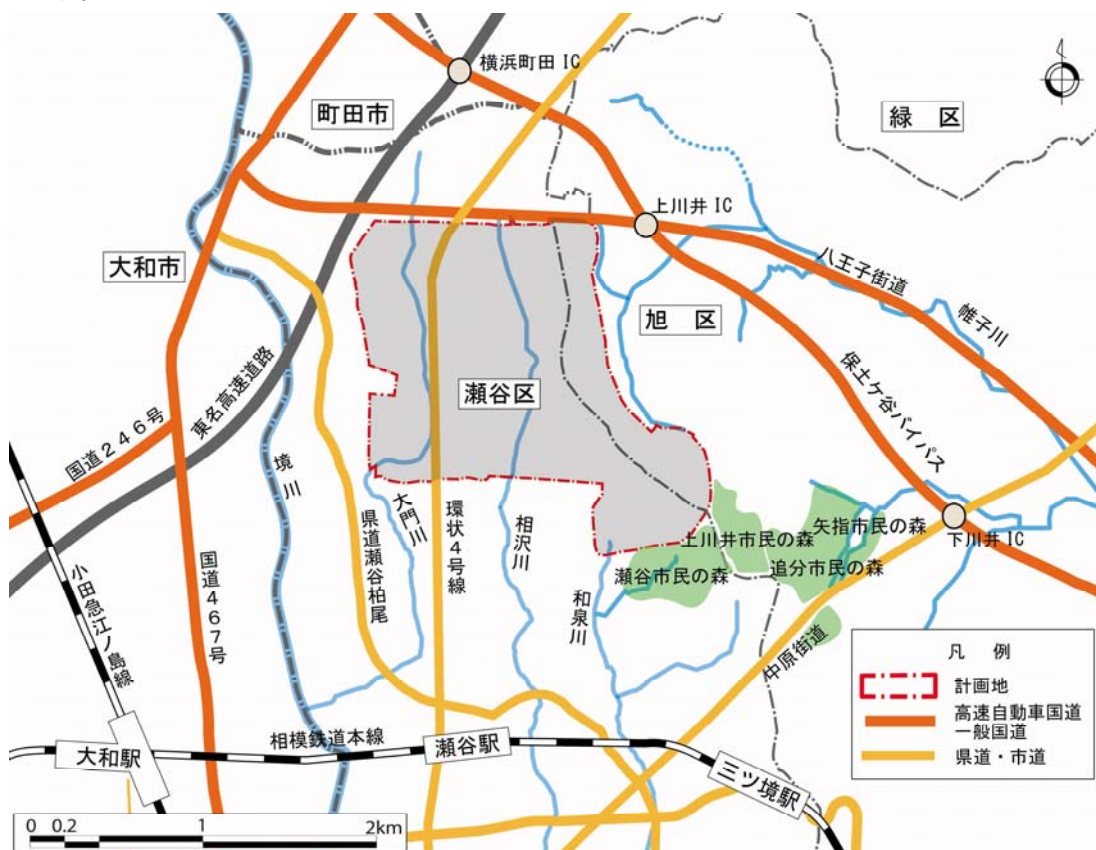 横浜町田 IC
町田市
緑 区
上川井 IC
大和市
八王子街道
旭 区
帷子川
瀬谷区
保土ケ谷バイパス
東名高速道路
国道246号
境川
大門川
県道瀬谷柏尾
環状4号線
相沢川
上川井市民の森
矢指市民の森
下川井 IC
瀬谷市民の森
追分市民の森
国道467号
和泉川
小田急江ノ島線
中原街道
凡 例
計画地
高速自動車国道
一般国道
県道・市道
相模鉄道本線
瀬谷駅
大和駅
三ツ境駅
0 0.2 1 2km